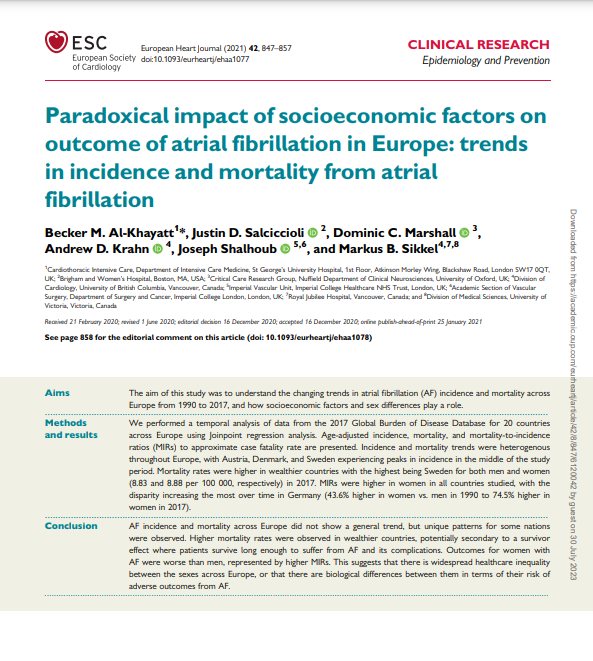 ESC
European Society
of Cardiology
European Heart Journal (2021) 42, 847–857
doi:10.1093/eurheartj/ehaa1077
CLINICAL RESEARCH
Epidemiology and Prevention
Paradoxical impact of socioeconomic factors on
outcome of atrial fibrillation in Europe: trends
in incidence and mortality from atrial
fibrillation
Becker M. Al-Khayatt1*, Justin D. Salciccioli 2, Dominic C. Marshall 3,
Andrew D. Krahn 4, Joseph Shalhoub 5,6, and Markus B. Sikkel4,7,8
1Cardiothoracic Intensive Care, Department of Intensive Care Medicine, St George's University Hospital, 1st Floor, Atkinson Morley Wing, Blackshaw Road, London SW17 0QT,
UK; 2Brigham and Women's Hospital, Boston, MA, USA; 3Critical Care Research Group, Nuffield Department of Clinical Neurosciences, University of Oxford, UK; 4Division of
Cardiology, University of British Columbia, Vancouver, Canada; 5Imperial Vascular Unit, Imperial College Healthcare NHS Trust, London, UK; 6Academic Section of Vascular
Surgery, Department of Surgery and Cancer, Imperial College London, London, UK; 7Royal Jubilee Hospital, Vancouver, Canada; and 8Division of Medical Sciences, University of
Victoria, Victoria, Canada
Received 21 February 2020; revised 1 June 2020; editorial decision 16 December 2020; accepted 16 December 2020; online publish-ahead-of-print 25 January 2021
See page 858 for the editorial comment on this article (doi: 10.1093/eurheartj/ehaa1078)
Aims
The aim of this study was to understand the changing trends in atrial fibrillation (AF) incidence and mortality across
Europe from 1990 to 2017, and how socioeconomic factors and sex differences play a role.
Methods
and results
We performed a temporal analysis of data from the 2017 Global Burden of Disease Database for 20 countries
across Europe using Joinpoint regression analysis. Age-adjusted incidence, mortality, and mortality-to-incidence
ratios (MIRs) to approximate case fatality rate are presented. Incidence and mortality trends were heterogenous
throughout Europe, with Austria, Denmark, and Sweden experiencing peaks in incidence in the middle of the study
period. Mortality rates were higher in wealthier countries with the highest being Sweden for both men and women
(8.83 and 8.88 per 100 000, respectively) in 2017. MIRs were higher in women in all countries studied, with the
disparity increasing the most over time in Germany (43.6% higher in women vs. men in 1990 to 74.5% higher in
women in 2017).
Conclusion
AF incidence and mortality across Europe did not show a general trend, but unique patterns for some nations
were observed. Higher mortality rates were observed in wealthier countries, potentially secondary to a survivor
effect where patients survive long enough to suffer from AF and its complications. Outcomes for women with
AF were worse than men, represented by higher MIRs. This suggests that there is widespread healthcare inequality
between the sexes across Europe, or that there are biological differences between them in terms of their risk of
adverse outcomes from AF.
Downloaded from https://academic.oup.com/eurheartj/article/42/8/847/6120042 by guest on 30 July 2023